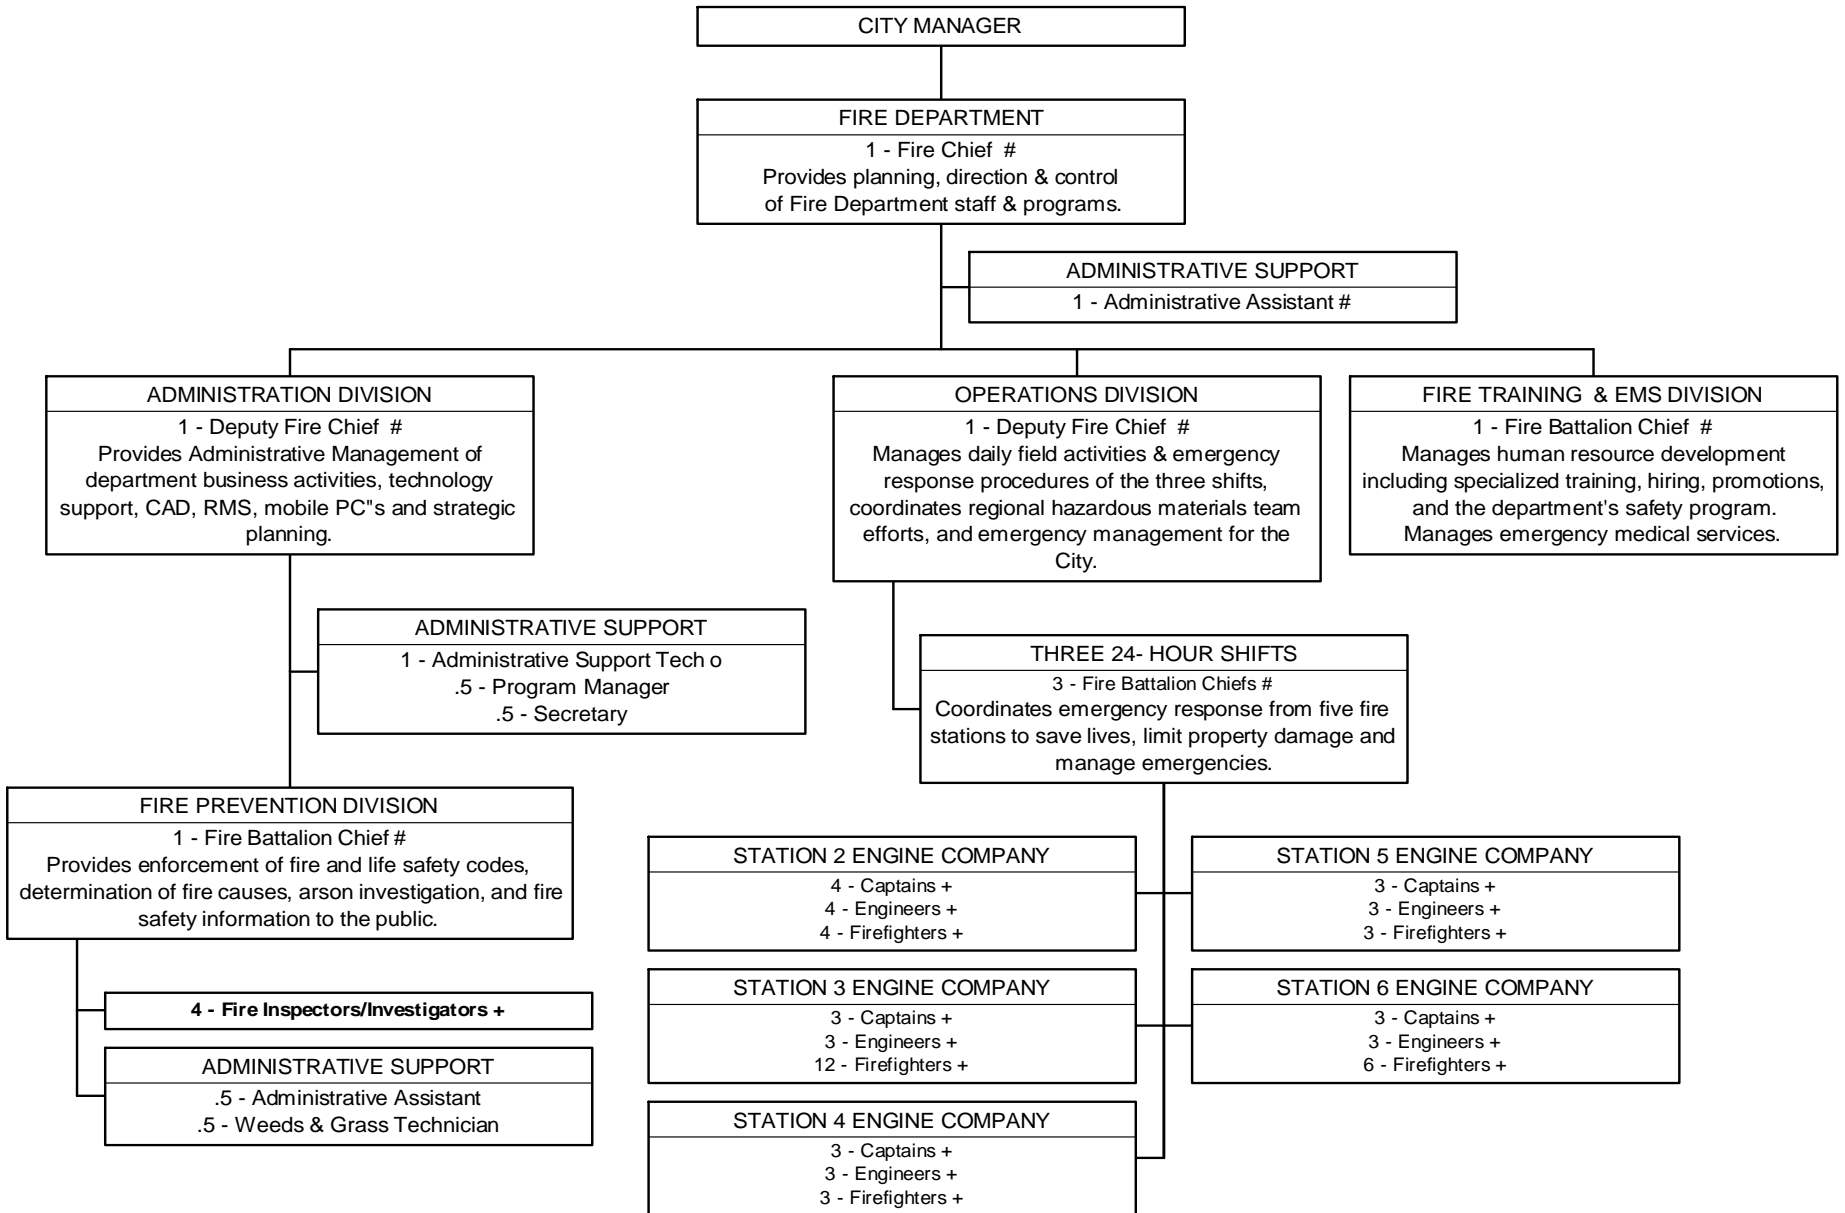 CITY MANAGER
FIRE DEPARTMENT
1 - Fire Chief #
Provides planning, direction & control
of Fire Department staff & programs.
ADMINISTRATIVE SUPPORT
1 - Administrative Assistant #
ADMINISTRATION DIVISION
1 - Deputy Fire Chief #
Provides Administrative Management of
department business activities, technology
support, CAD, RMS, mobile PC"s and strategic
planning.
OPERATIONS DIVISION
1 - Deputy Fire Chief #
Manages daily field activities & emergency
response procedures of the three shifts,
coordinates regional hazardous materials team
efforts, and emergency management for the
City.
FIRE TRAINING & EMS DIVISION
1 - Fire Battalion Chief #
Manages human resource development
including specialized training, hiring, promotions,
and the department's safety program.
Manages emergency medical services.
ADMINISTRATIVE SUPPORT
1 - Administrative Support Tech o
.5 - Program Manager
.5 - Secretary
THREE 24- HOUR SHIFTS
3 - Fire Battalion Chiefs #
Coordinates emergency response from five fire
stations to save lives, limit property damage and
manage emergencies.
FIRE PREVENTION DIVISION
1 - Fire Battalion Chief #
Provides enforcement of fire and life safety codes,
determination of fire causes, arson investigation, and fire
safety information to the public.
4 - Fire Inspectors/Investigators +
ADMINISTRATIVE SUPPORT
.5 - Administrative Assistant
.5 - Weeds & Grass Technician
STATION 2 ENGINE COMPANY
4 - Captains +
4 - Engineers +
4 - Firefighters +
STATION 5 ENGINE COMPANY
3 - Captains +
3 - Engineers +
3 - Firefighters +
STATION 3 ENGINE COMPANY
3 - Captains +
3 - Engineers +
12 - Firefighters +
STATION 6 ENGINE COMPANY
3 - Captains +
3 - Engineers +
6 - Firefighters +
STATION 4 ENGINE COMPANY
3 - Captains +
3 - Engineers +
3 - Firefighters +